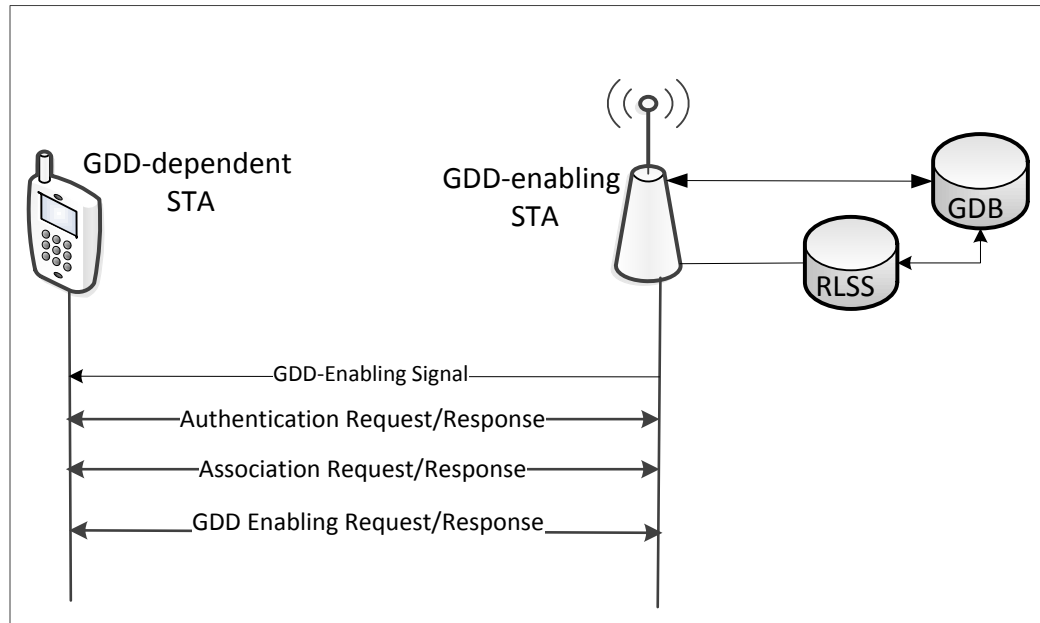 GDD-dependent
STA
GDD-enabling
STA
GDB
RLSS
GDD-Enabling Signal
Authentication Request/Response
Association Request/Response
GDD Enabling Request/Response